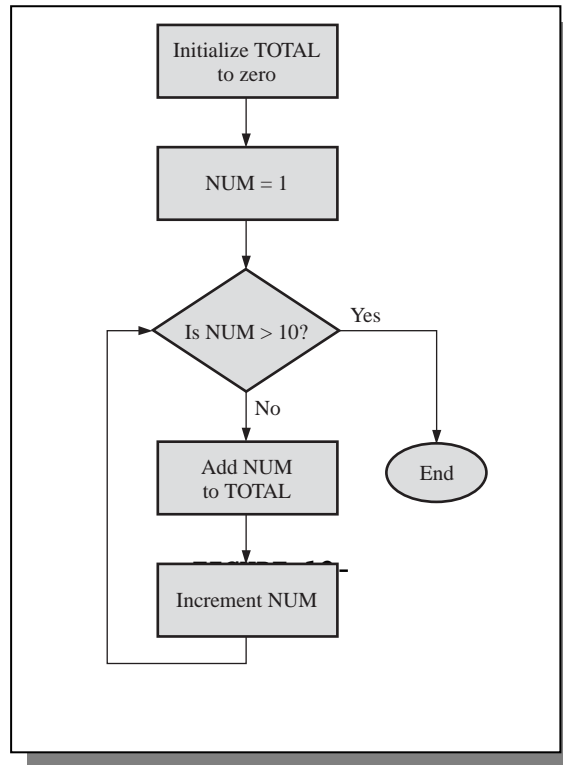 Initialize TOTAL
to zero
NUM = 1
Is NUM > 10?
Yes
No
Add NUM
to TOTAL
End
Increment NUM